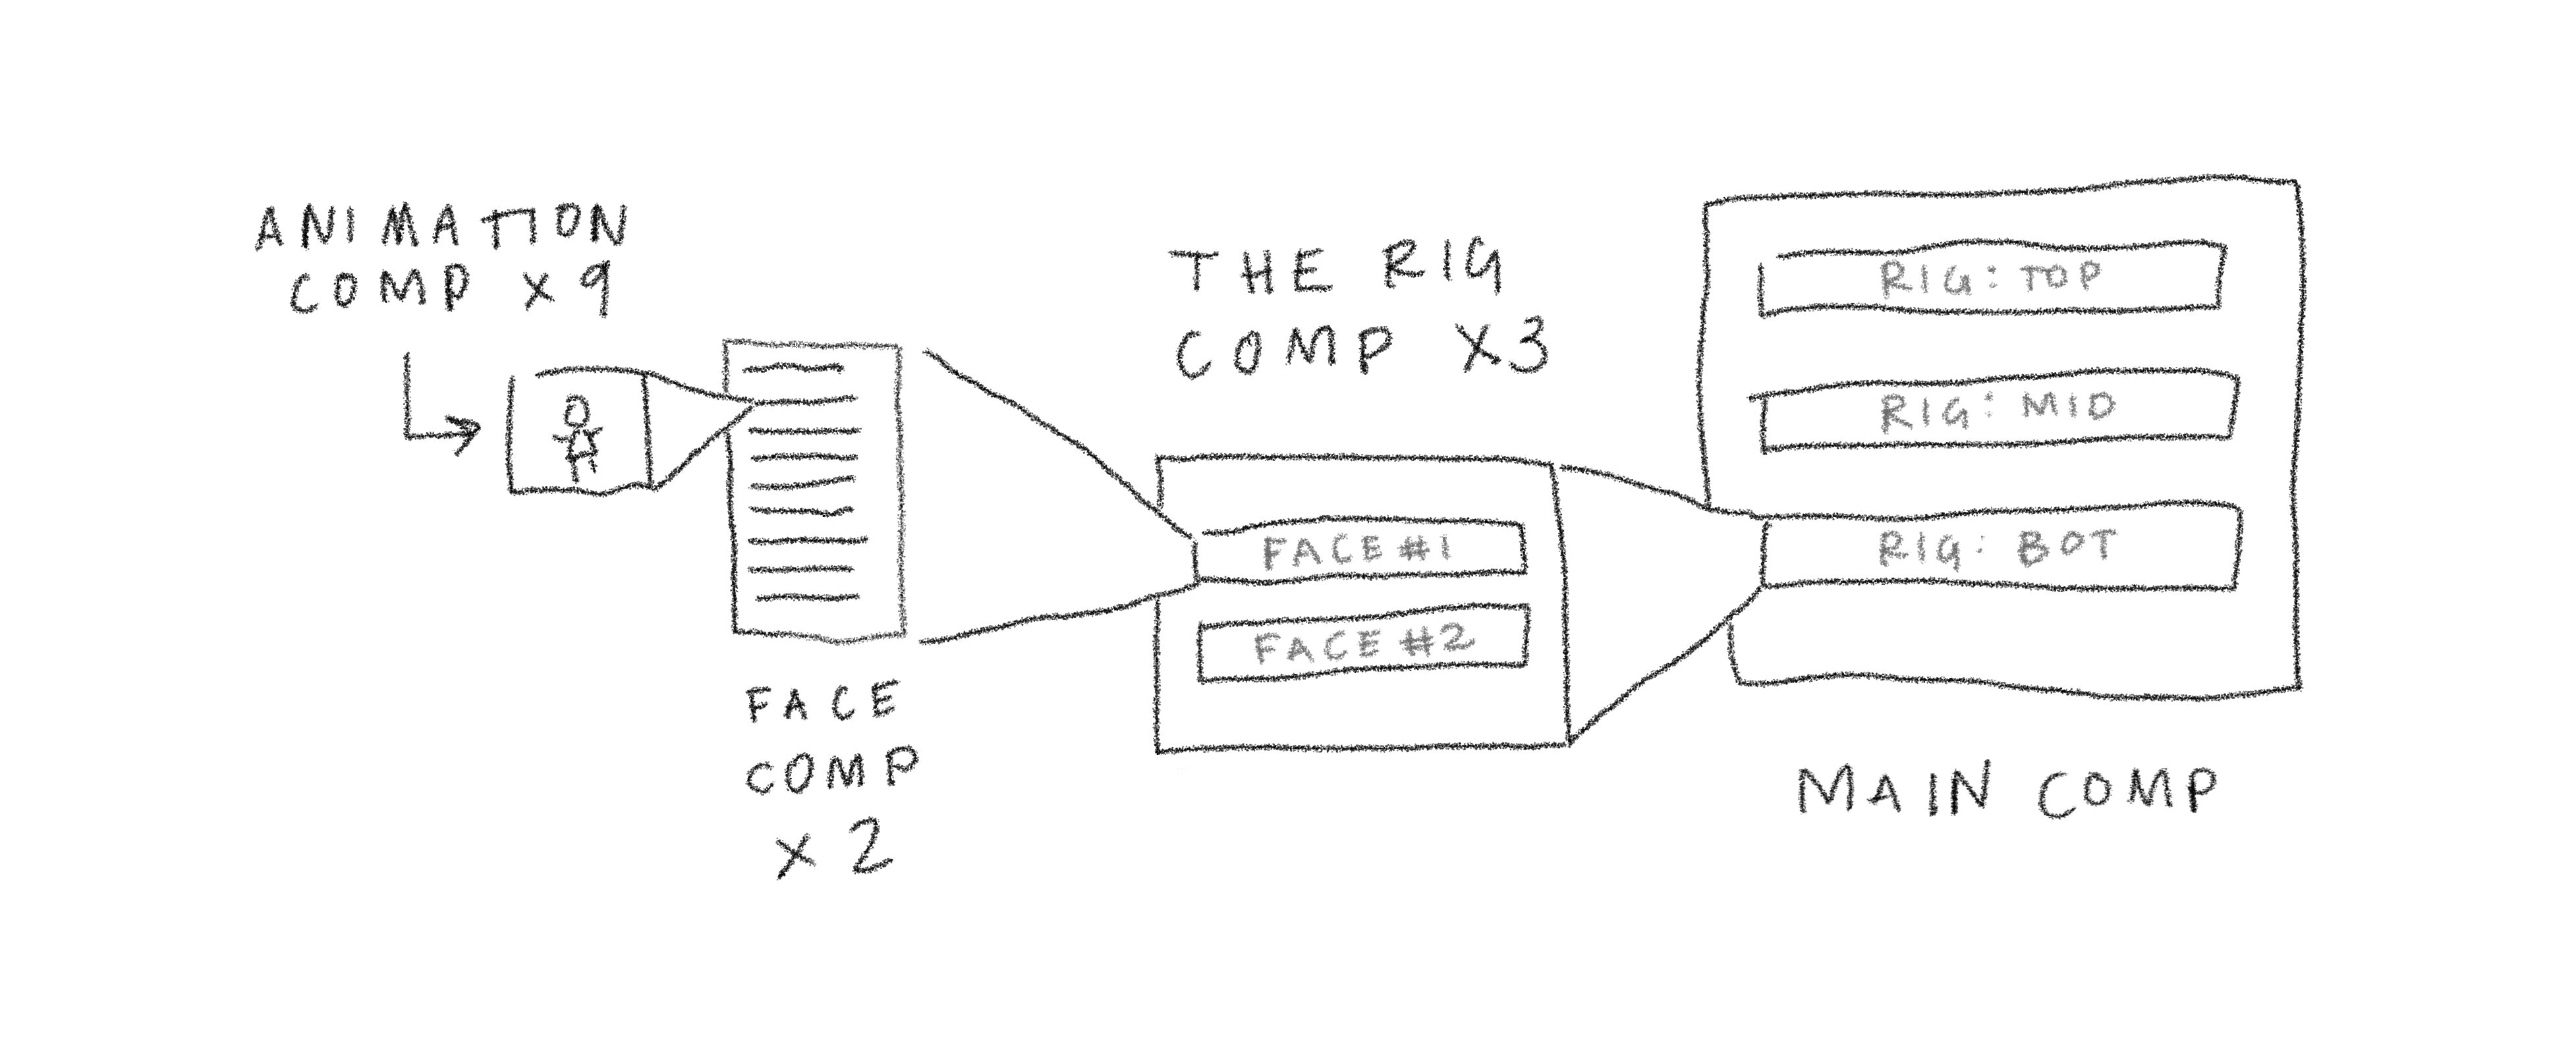 ANIMATION
COMP X 9
THE RIG
COMP X3
FACE
COMP
X 2
FACE #1
FACE #2
RIG: TOP
RIG: MID
RIG: BOT
MAIN COMP